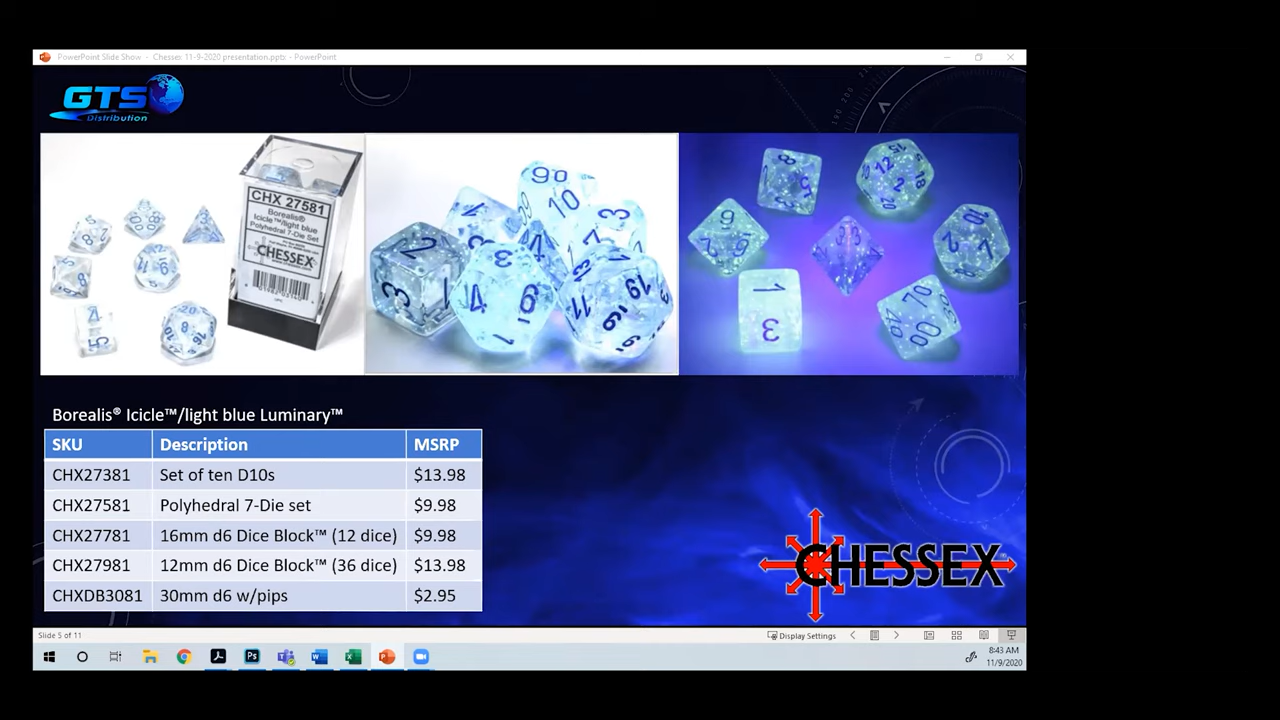 PowerPoint Slide Show - Chessex 11-9-2020 presentation.pptx - PowerPoint
GTS
Distribution
CHX 27581
Borealis®
Icicle™/light blue
Polyhedral 7-Die Set
CHESSEX
Borealis® Icicle™/light blue Luminary™
SKU Description MSRP
CHX27381 Set of ten D10s $13.98
CHX27581 Polyhedral 7-Die set $9.98
CHX27781 16mm d6 Dice Block™ (12 dice) $9.98
CHX27981 12mm d6 Dice Block™ (36 dice) $13.98
CHXDB3081 30mm d6 w/pips $2.95
CHESSEX
Slide 5 of 11
Display Settings
8:43 AM
11/9/2020